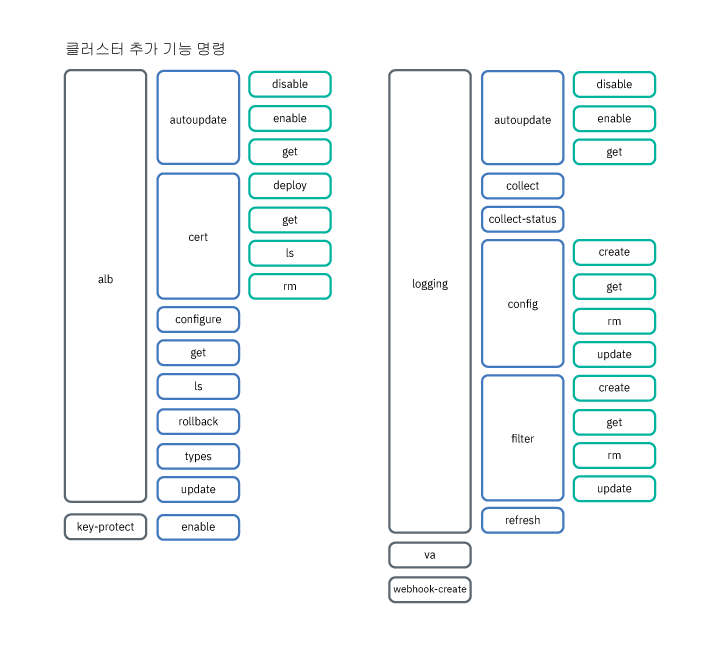 클러스터 추가 기능 명령
alb
autoupdate
disable
enable
get
cert
deploy
get
ls
rm
configure
get
ls
rollback
types
update
key-protect
enable
logging
autoupdate
disable
enable
get
collect
collect-status
config
create
get
rm
update
filter
create
get
rm
update
refresh
va
webhook-create